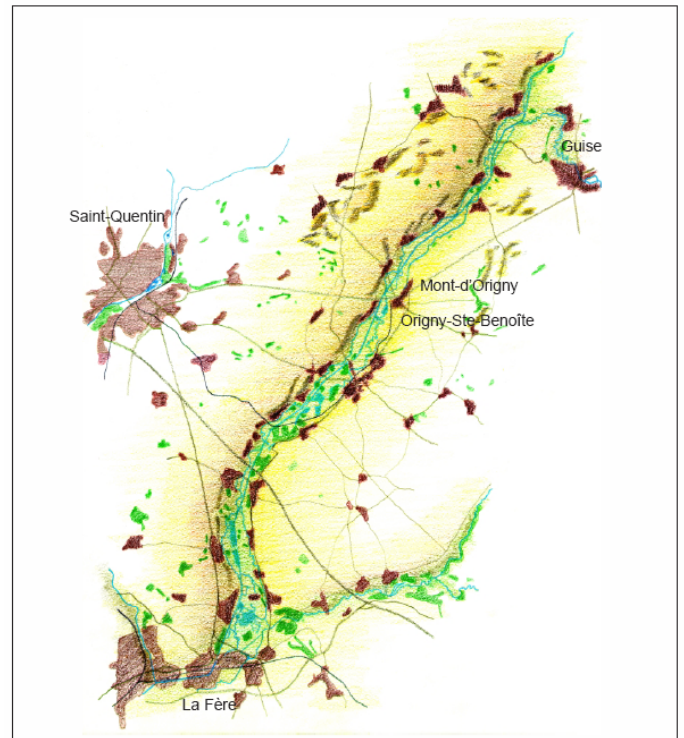 Guise
Saint-Quentin
Mont-d'Origny
Origny-Ste-Benoîte
La Fère